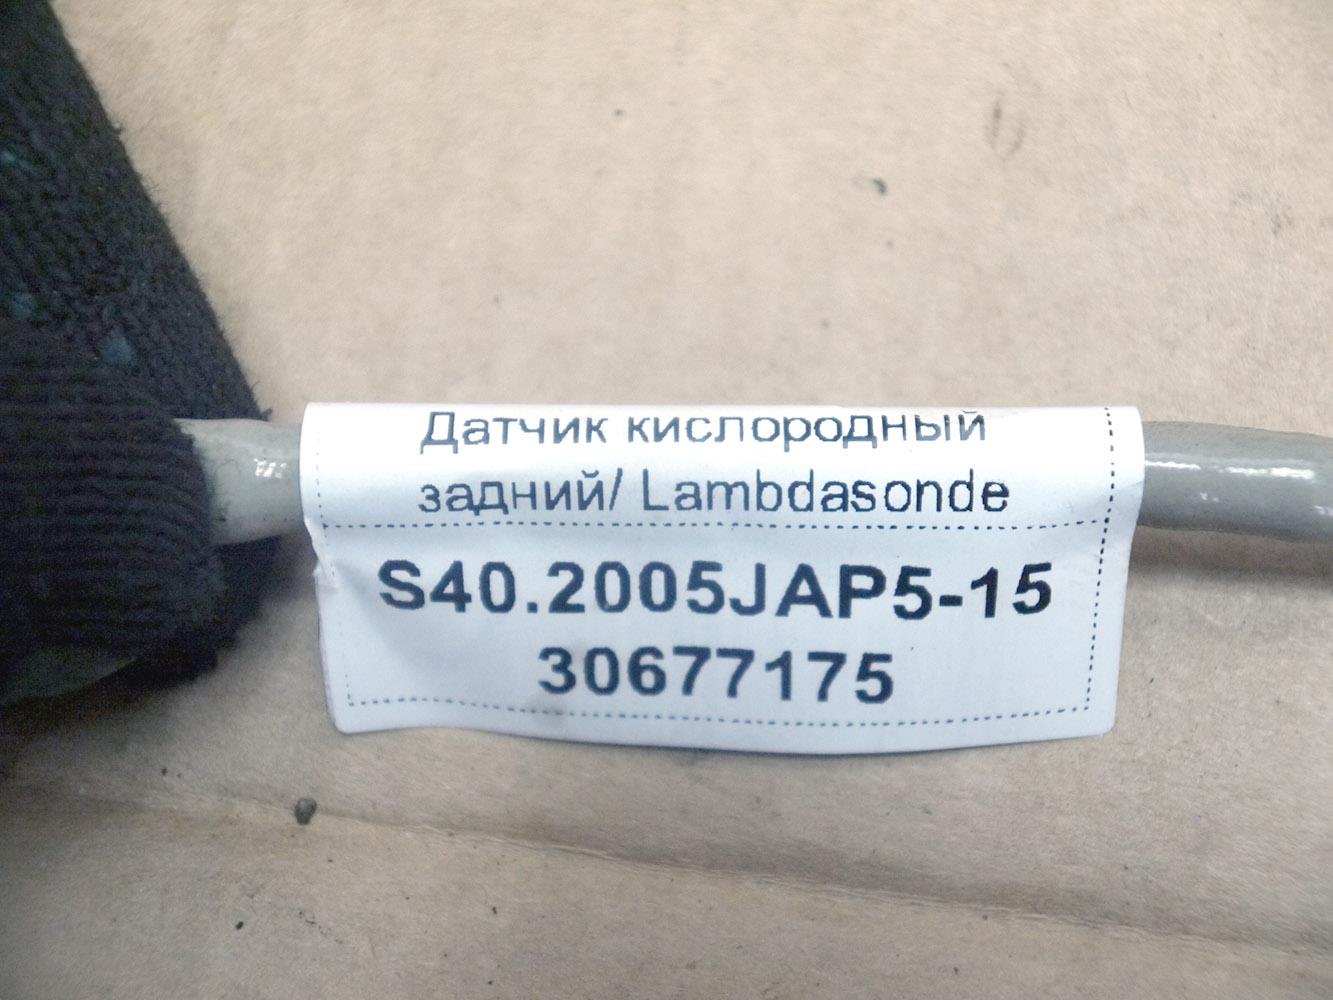 Датчик кислородный
задний/ Lambdasonde
S40.2005JAP5-15
30677175